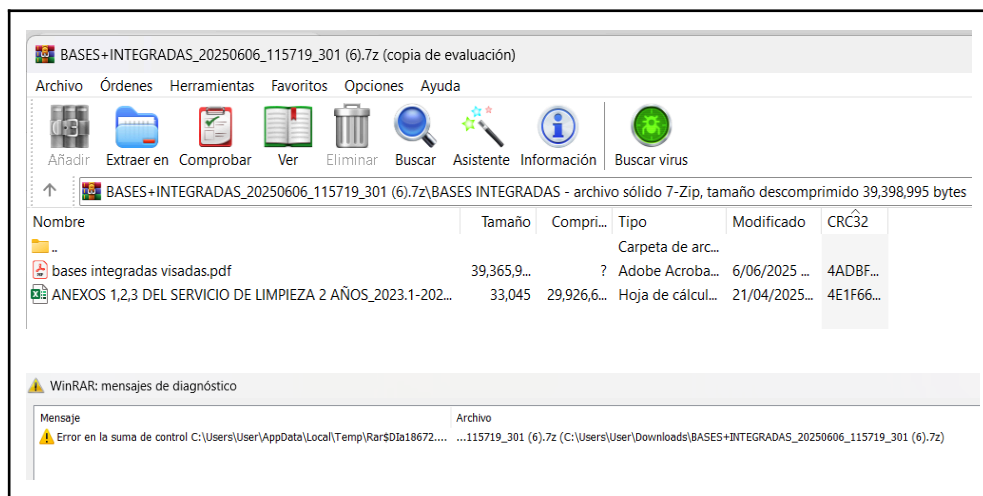 BASES+INTEGRADAS_20250606_115719_301 (6).7z (copia de evaluación)
Archivo Órdenes Herramientas Favoritos Opciones Ayuda
Añadir Extraer en Comprobar Ver Eliminar Buscar Asistente Información Buscar virus
BASES+INTEGRADAS_20250606_115719_301 (6).7z\BASES INTEGRADAS - archivo sólido 7-Zip, tamaño descomprimido 39,398,995 bytes
Nombre Tamaño Compri... Tipo Modificado CRC32
.. Carpeta de arc...
bases integradas visadas.pdf 39,365,9... ? Adobe Acroba... 6/06/2025 ... 4ADBF...
ANEXOS 1,2,3 DEL SERVICIO DE LIMPIEZA 2 AÑOS_2023.1-202... 33,045 29,926,6... Hoja de cálcul... 21/04/2025... 4E1F66...
WinRAR: mensajes de diagnóstico
Mensaje Archivo
Error en la suma de control C:\Users\User\AppData\Local\Temp\Rar$DIa18672.... ...115719_301 (6).7z (C:\Users\User\Downloads\BASES+INTEGRADAS_20250606_115719_301 (6).7z)